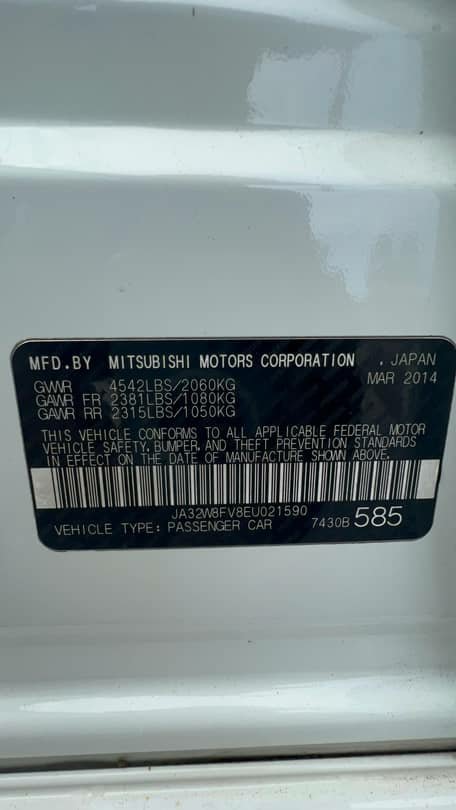 MFD.BY MITSUBISHI MOTORS CORPORATION . JAPAN
MAR 2014
GVWR 4542LBS/2060KG
GAWR FR 2381LBS/1080KG
GAWR RR 2315LBS/1050KG
THIS VEHICLE CONFORMS TO ALL APPLICABLE FEDERAL MOTOR
VEHICLE SAFETY, BUMPER, AND THEFT PREVENTION STANDARDS
IN EFFECT ON THE DATE OF MANUFACTURE SHOWN ABOVE.
JA32W8FV8EU021590
VEHICLE TYPE: PASSENGER CAR 7430B 585